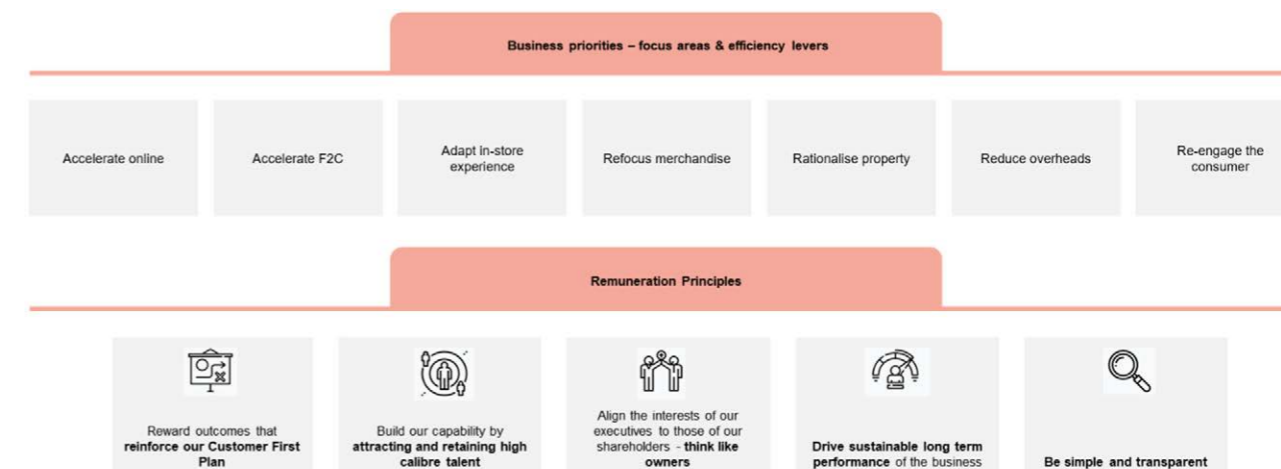 Business priorities – focus areas & efficiency levers
Accelerate online
Accelerate F2C
Adapt in-store
experience
Refocus merchandise
Rationalise property
Reduce overheads
Re-engage the
consumer
Remuneration Principles
Reward outcomes that
reinforce our Customer First
Plan
Build our capability by
attracting and retaining high
calibre talent
Align the interests of our
executives to those of our
shareholders - think like
owners
Drive sustainable long term
performance of the business
Be simple and transparent